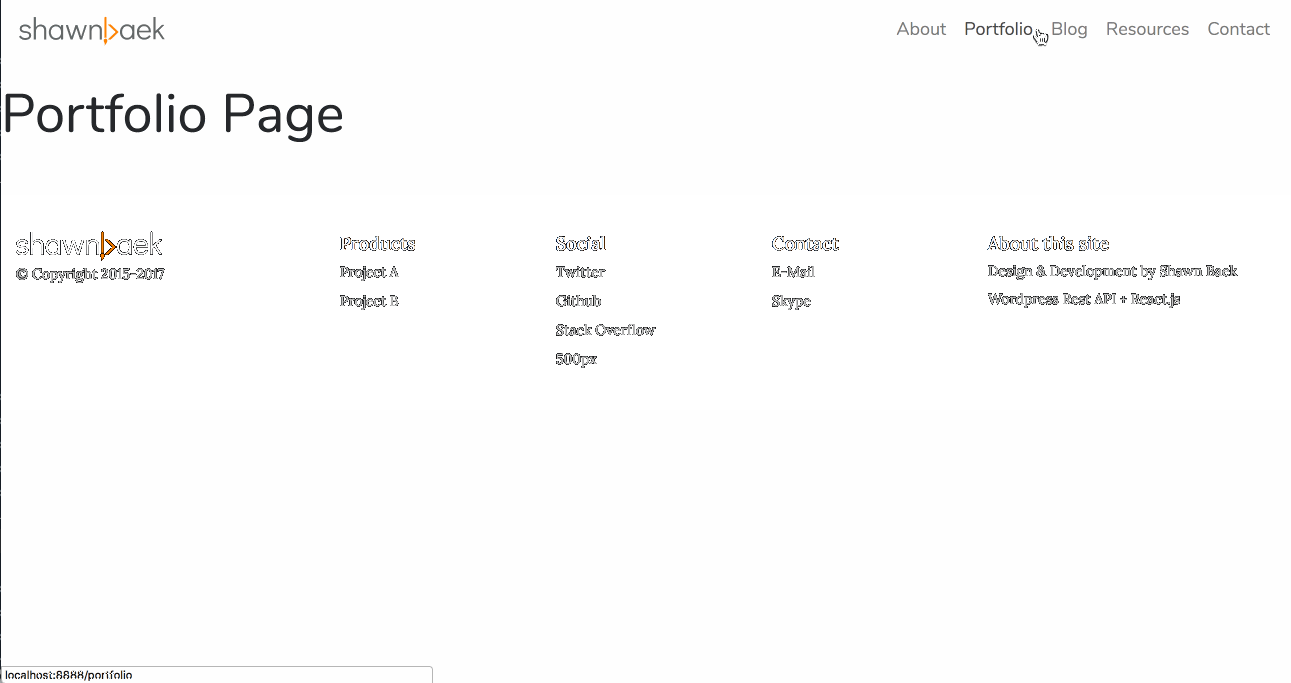 shawnbaek
About Portfolio Blog Resources Contact
Portfolio Page
shawnbaek
© Copyright 2015-2017
Products
Project A
Project B
Social
Twitter
Github
Stack Overflow
500px
Contact
E-Mail
Skype
About this site
Design & Development by Shawn Baek
Wordpress Rest API + React.js
localhost:8888/portfolio